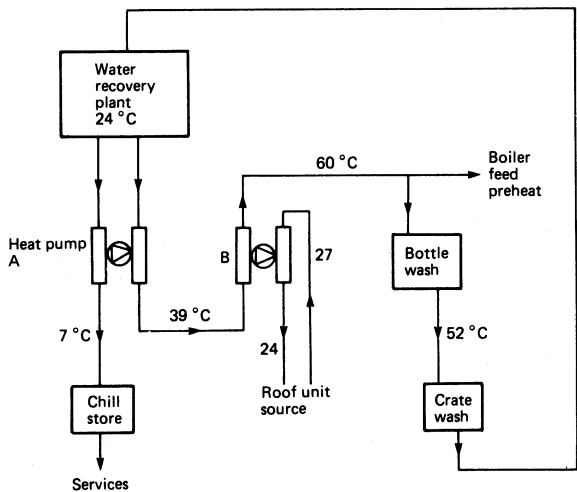 Water
recovery
plant
24 °C
Heat pump
A
7 °C
Chill
store
Services
39 °C
B
60 °C
27
24
Roof unit
source
Boiler
feed
preheat
Bottle
wash
52 °C
Crate
wash